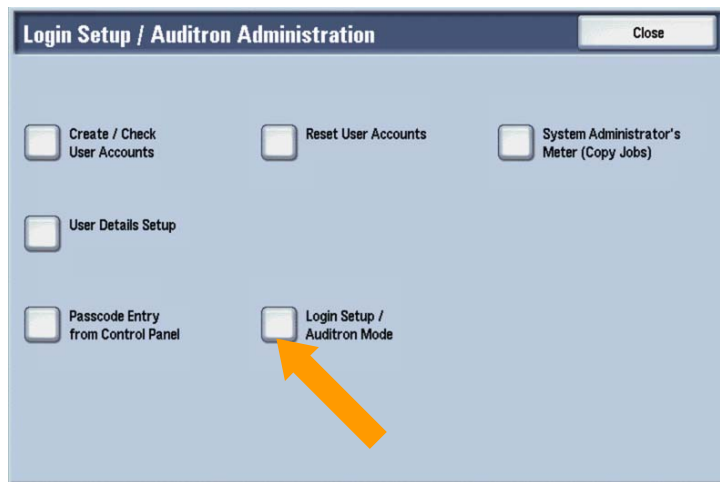 Login Setup / Auditron Administration
Close
Create / Check
User Accounts
Reset User Accounts
System Administrator's
Meter (Copy Jobs)
User Details Setup
Passcode Entry
from Control Panel
Login Setup /
Auditron Mode